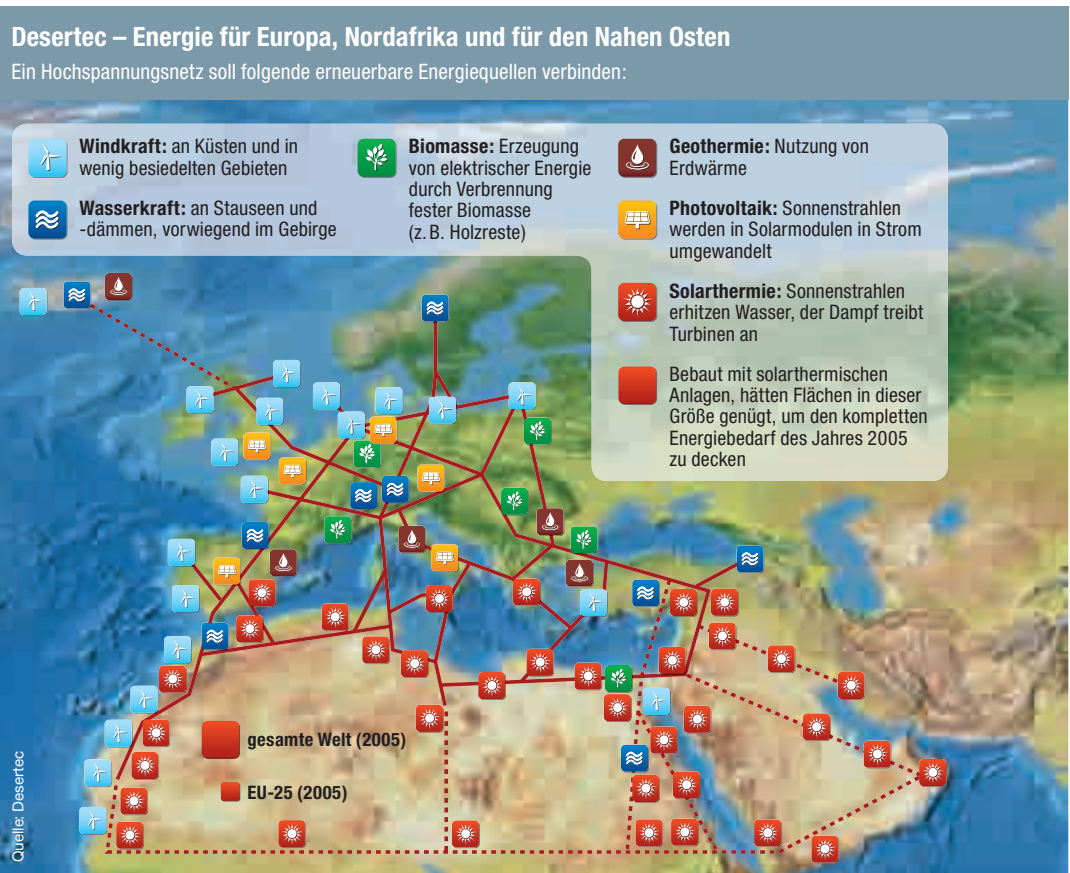 Desertec – Energie für Europa, Nordafrika und für den Nahen Osten
Ein Hochspannungsnetz soll folgende erneuerbare Energiequellen verbinden:
Windkraft: an Küsten und in
wenig besiedelten Gebieten
Wasserkraft: an Stauseen und
-dämmen, vorwiegend im Gebirge
Biomasse: Erzeugung
von elektrischer Energie
durch Verbrennung
fester Biomasse
(z. B. Holzreste)
Geothermie: Nutzung von
Erdwärme
Photovoltaik: Sonnenstrahlen
werden in Solarmodulen in Strom
umgewandelt
Solarthermie: Sonnenstrahlen
erhitzen Wasser, der Dampf treibt
Turbinen an
Bebaut mit solarthermischen
Anlagen, hätten Flächen in dieser
Größe genügt, um den kompletten
Energiebedarf des Jahres 2005
zu decken
gesamte Welt (2005)
EU-25 (2005)
Quelle: Desertec